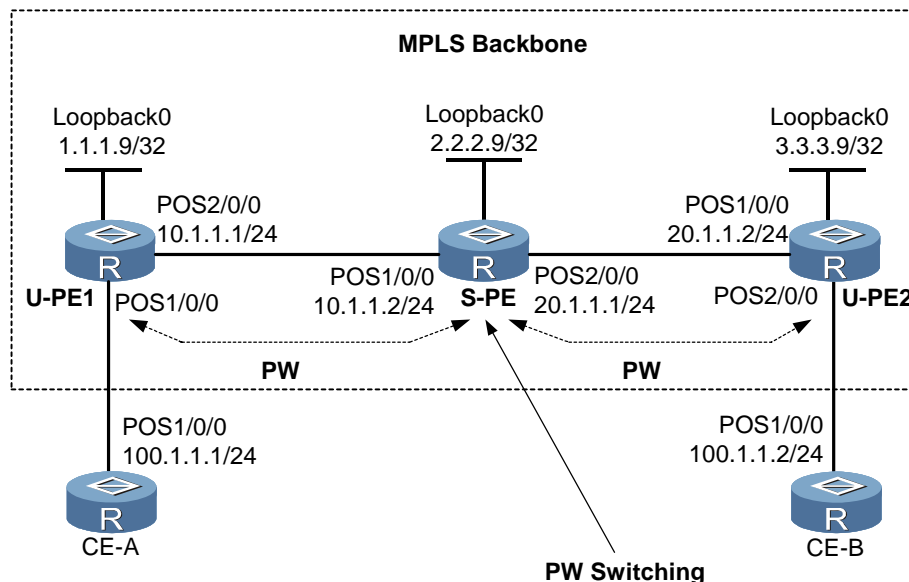 MPLS Backbone
Loopback0
1.1.1.9/32
Loopback0
2.2.2.9/32
Loopback0
3.3.3.9/32
POS2/0/0
10.1.1.1/24
POS1/0/0
20.1.1.2/24
R
R
R
U-PE1
POS1/0/0
POS1/0/0
10.1.1.2/24
S-PE
POS2/0/0
20.1.1.1/24
POS2/0/0
U-PE2
PW
PW
POS1/0/0
100.1.1.1/24
POS1/0/0
100.1.1.2/24
R
R
CE-A
CE-B
PW Switching